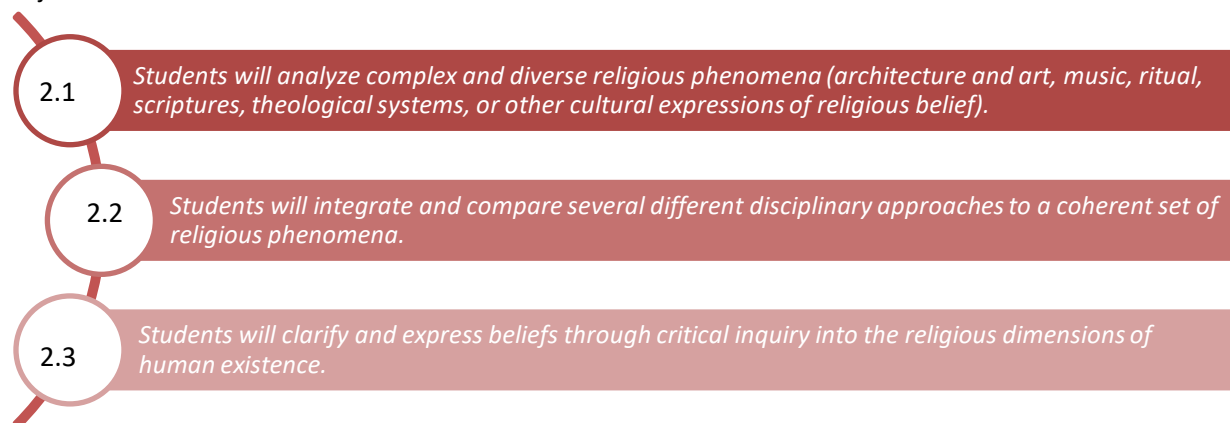 2.1
Students will analyze complex and diverse religious phenomena (architecture and art, music, ritual,
scriptures, theological systems, or other cultural expressions of religious belief).
2.2
Students will integrate and compare several different disciplinary approaches to a coherent set of
religious phenomena.
2.3
Students will clarify and express beliefs through critical inquiry into the religious dimensions of
human existence.